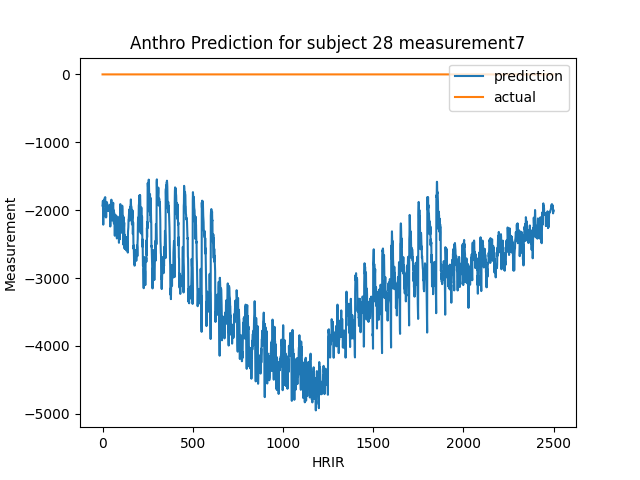 Anthro Prediction for subject 28 measurement7
prediction
actual
Measurement
0
−1000
−2000
−3000
−4000
−5000
0 500 1000 1500 2000 2500
HRIR